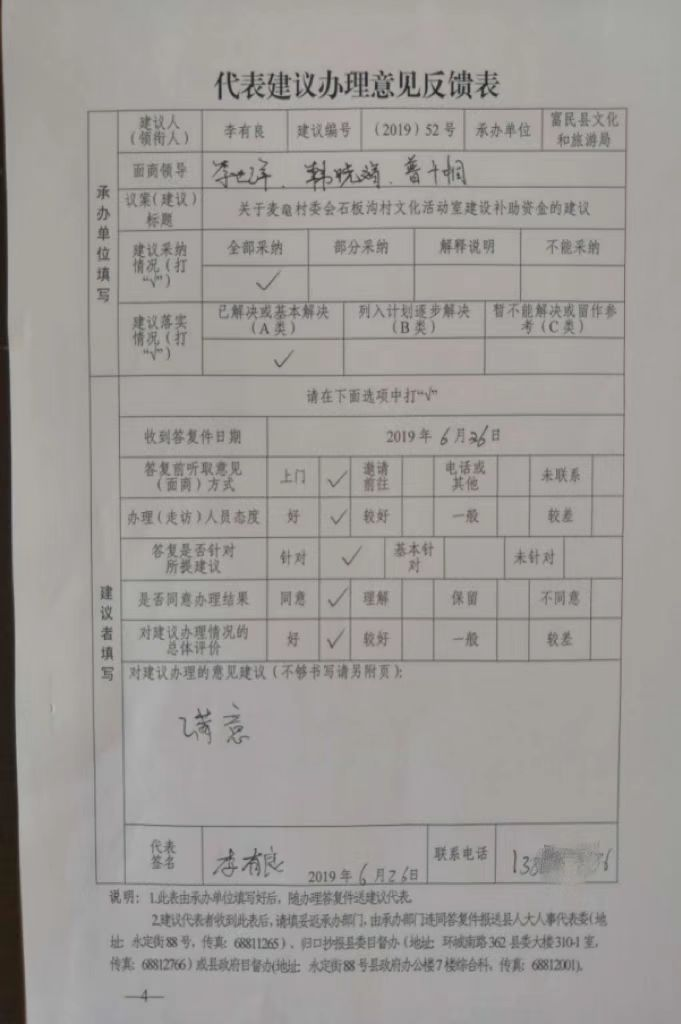 代表建议办理意见反馈表
承办单位填写
建议人
(领衔人)
李有良
建议编号
(2019)52号
承办单位
富民县文化
和旅游局
面商领导
议案(建议)
标题
关于麦竜村委会石板沟村文化活动室建设补助资金的建议
建议采纳
情况(打
“√”)
全部采纳
部分采纳
解释说明
不能采纳
✓
建议落实
情况(打
“√”)
已解决或基本解决
(A类)
列入计划逐步解决
(B类)
暂不能解决或留作参
考(C类)
✓
建议者填写
请在下面选项中打“√”
收到答复件日期
2019年6月26日
答复前听取意见
(面商)方式
上门
✓
邀请
前往
电话或
其他
未联系
办理(走访)人员态度
好
✓
较好
一般
较差
答复是否针对
所提建议
针对
✓
基本针
对
未针对
是否同意办理结果
同意
✓
理解
保留
不同意
对建议办理情况的
总体评价
好
✓
较好
一般
较差
对建议办理的意见建议(不够书写请另附页):
满意
代表
签名
李有良
2019年6月26日
联系电话
说明: 1.此表由承办单位填写好后,随办理答复件送建议代表。
2.建议代表者收到此表后,请填妥返承办部门,由承办部门连同答复件报送县人大人事代表委(地
址:永定街88号,传真:68811265)、归口抄报县委目督办(地址:环城南路362县委大楼310-1室,
传真:68812766)或县政府目督办(地址:永定街88号县政府办公楼7楼综合科,传真:68812001)。
—4—